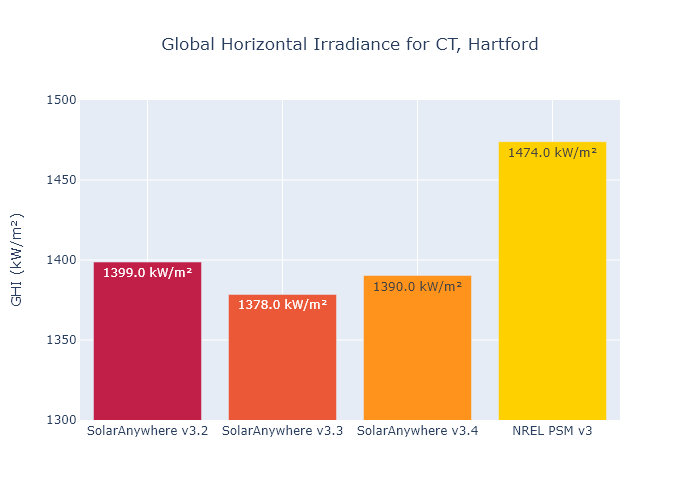 Global Horizontal Irradiance for CT, Hartford
GHI (kW/m²)
1500
1450
1400
1350
1300
1399.0 kW/m²
1378.0 kW/m²
1390.0 kW/m²
1474.0 kW/m²
SolarAnywhere v3.2
SolarAnywhere v3.3
SolarAnywhere v3.4
NREL PSM v3